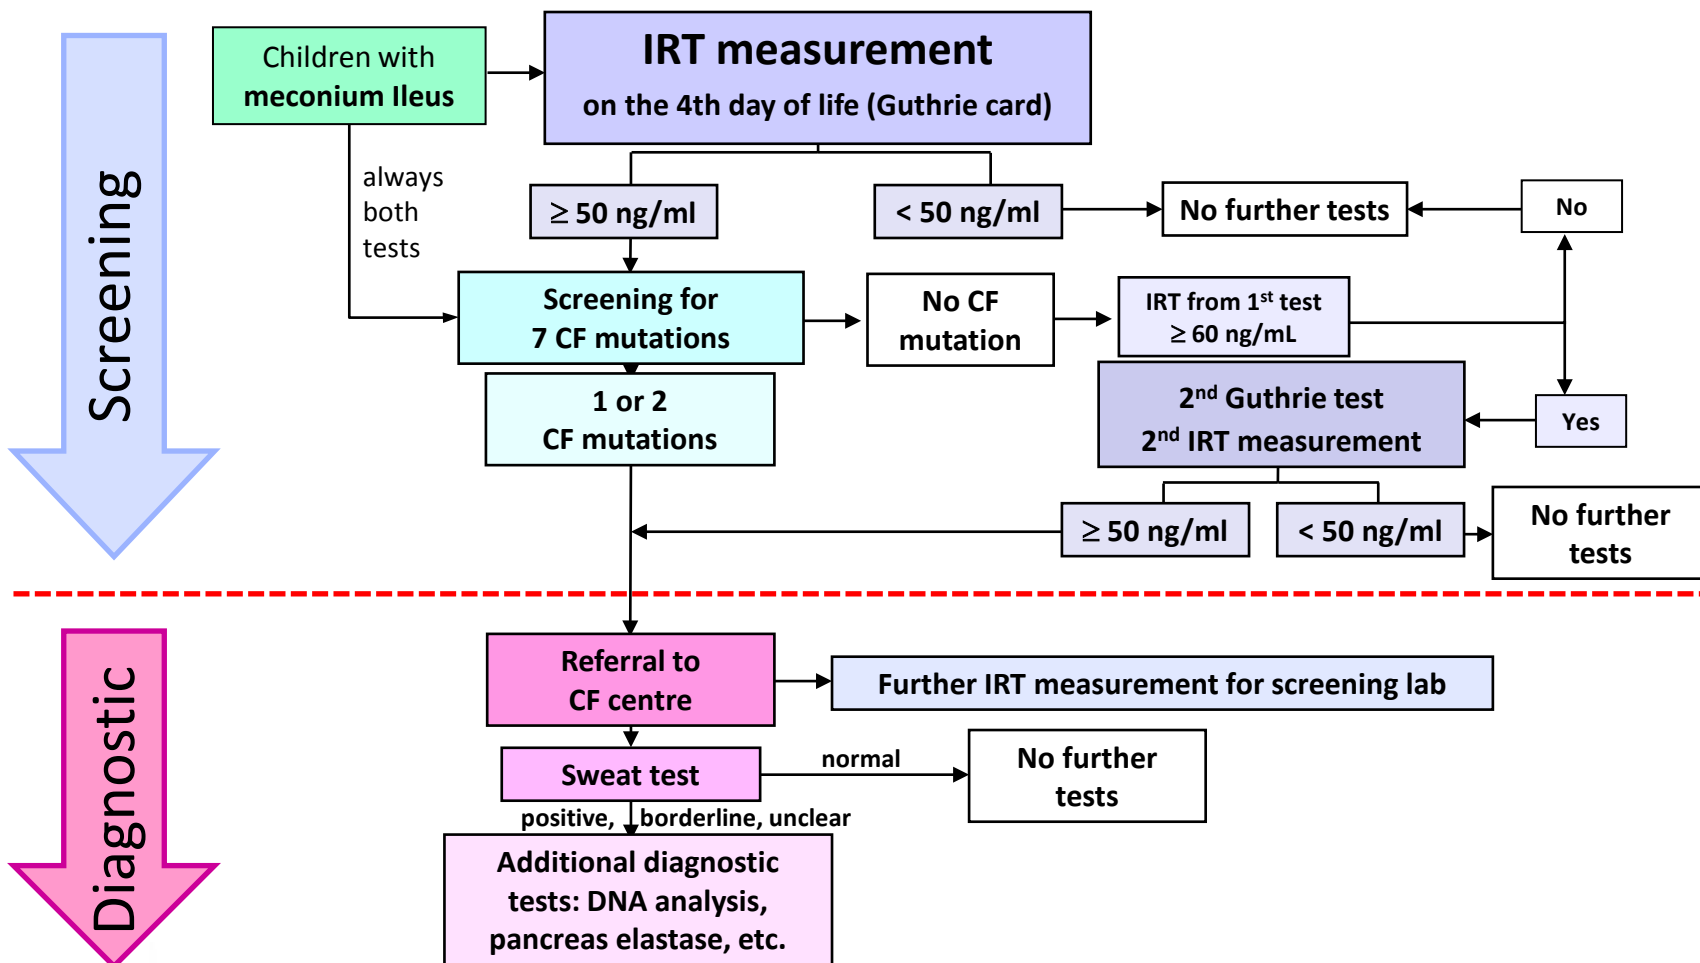 Screening
Children with
meconium Ileus
IRT measurement
on the 4th day of life (Guthrie card)
always
both
tests
≥ 50 ng/ml
< 50 ng/ml
No further tests
No
Screening for
7 CF mutations
No CF
mutation
IRT from 1st test
≥ 60 ng/mL
1 or 2
CF mutations
2nd Guthrie test
2nd IRT measurement
Yes
≥ 50 ng/ml
< 50 ng/ml
No further
tests
Diagnostic
Referral to
CF centre
Further IRT measurement for screening lab
Sweat test
normal
No further
tests
positive, borderline, unclear
Additional diagnostic
tests: DNA analysis,
pancreas elastase, etc.